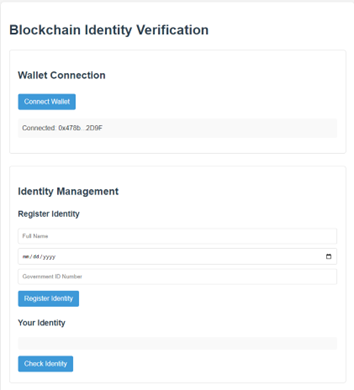 Blockchain Identity Verification
Wallet Connection
Connect Wallet
Connected: 0x478b...2D9F
Identity Management
Register Identity
Full Name
mm/dd/yyyy
Government ID Number
Register Identity
Your Identity
Check Identity